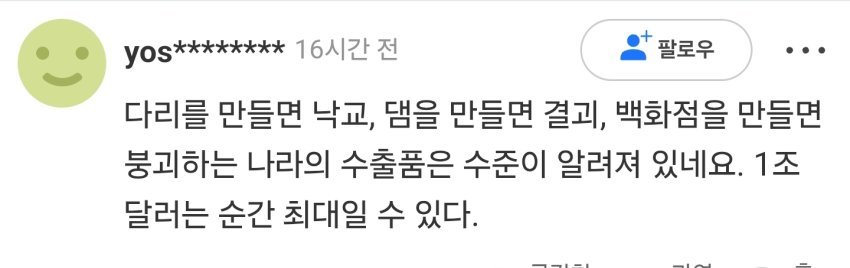 yos******** 16시간 전 팔로우
다리를 만들면 낙교, 댐을 만들면 결괴, 백화점을 만들면
붕괴하는 나라의 수출품은 수준이 알려져 있네요. 1조
달러는 순간 최대일 수 있다.